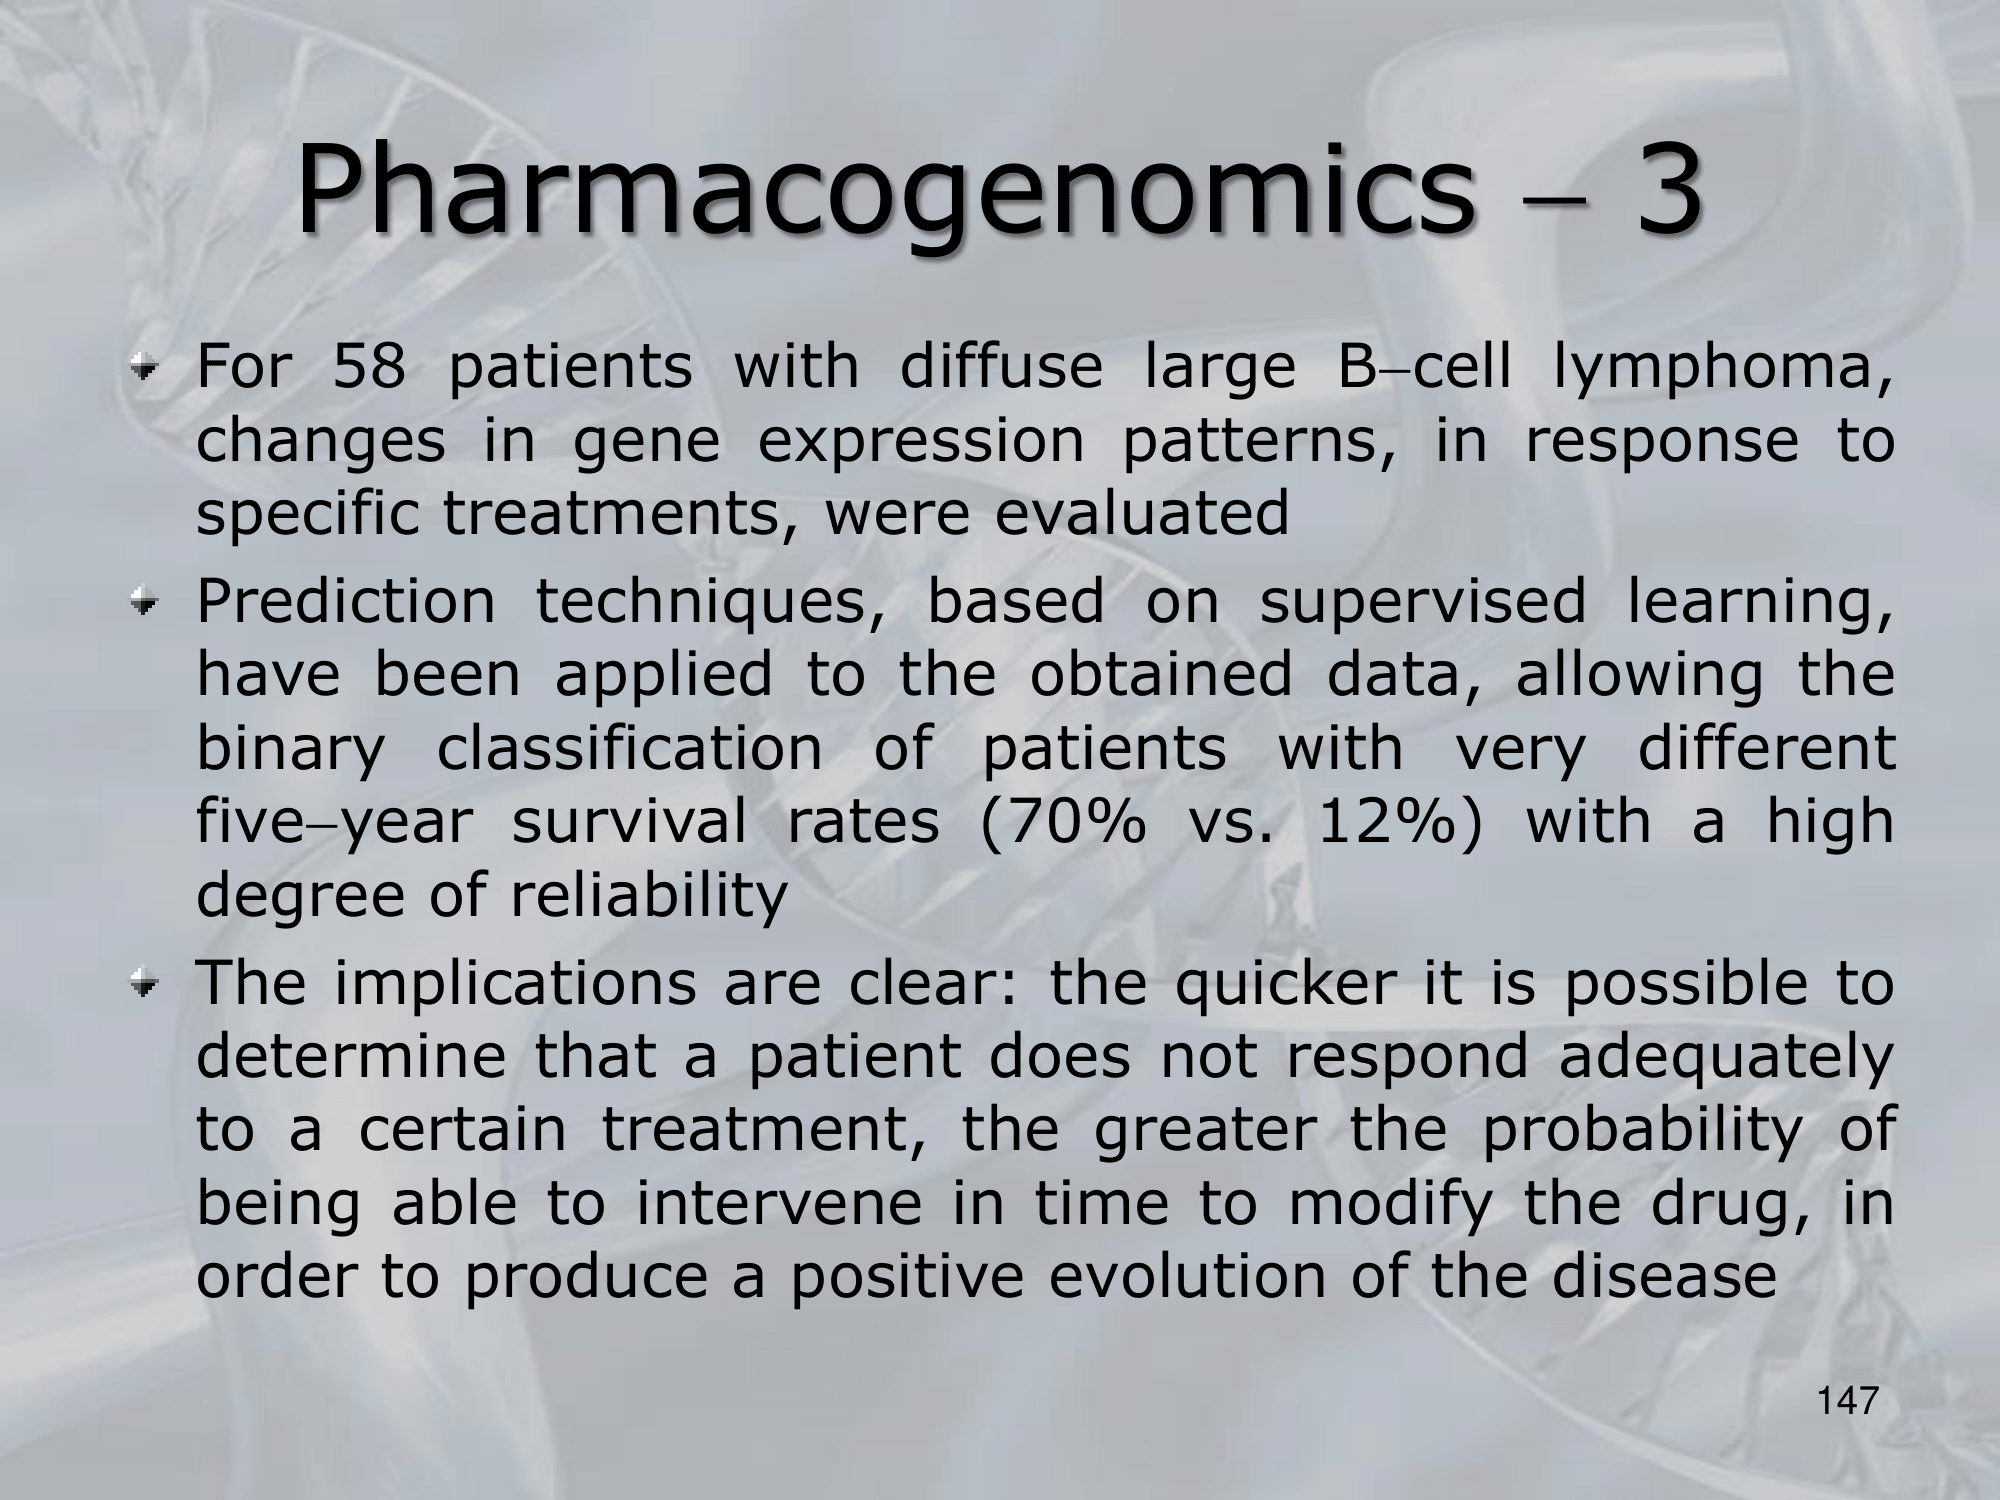 Pharmacogenomics – 3
For 58 patients with diffuse large B–cell lymphoma,
changes in gene expression patterns, in response to
specific treatments, were evaluated
Prediction techniques, based on supervised learning,
have been applied to the obtained data, allowing the
binary classification of patients with very different
five–year survival rates (70% vs. 12%) with a high
degree of reliability
The implications are clear: the quicker it is possible to
determine that a patient does not respond adequately
to a certain treatment, the greater the probability of
being able to intervene in time to modify the drug, in
order to produce a positive evolution of the disease
147